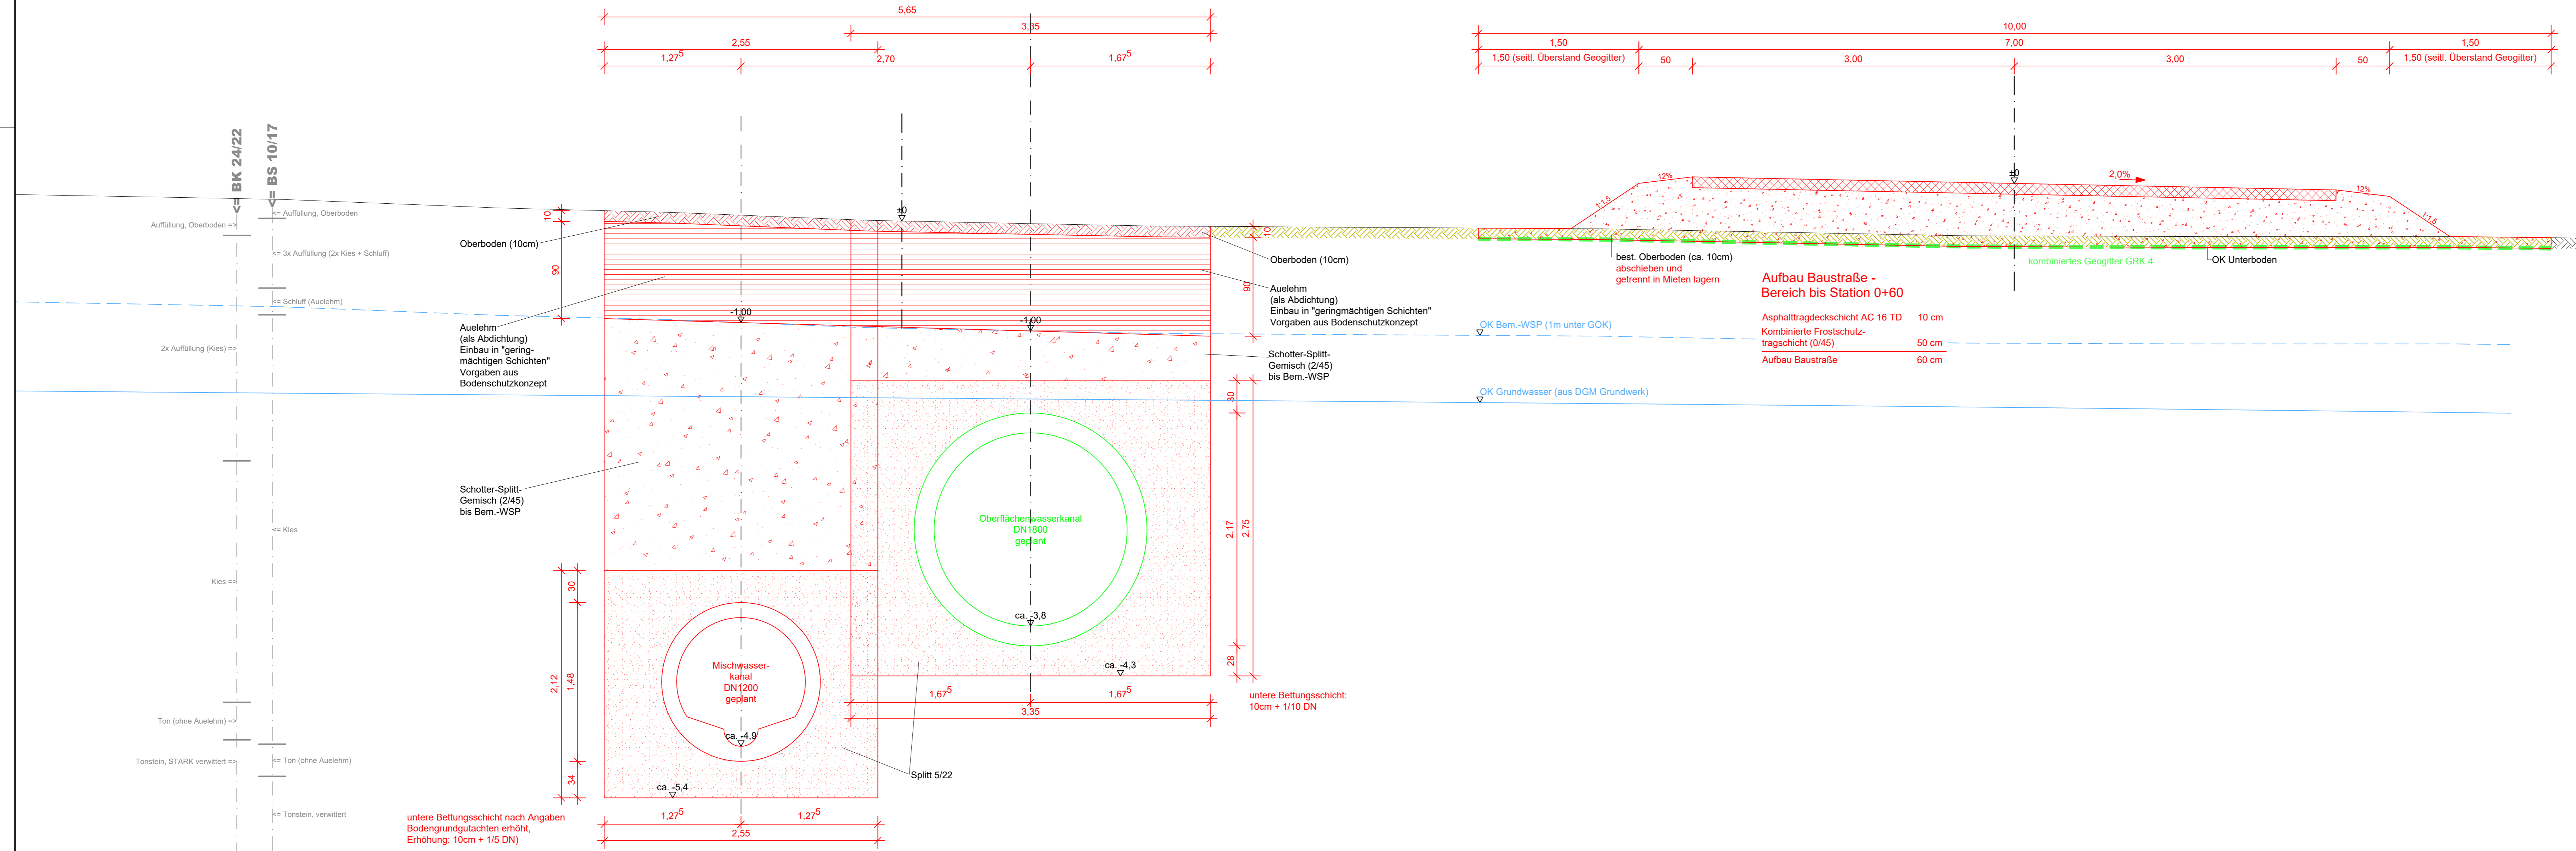 5,65
3,35
2,55
1,27⁵
2,70
1,67⁵
10,00
1,50
7,00
1,50
1,50 (seitl. Überstand Geogitter)
50
3,00
3,00
50
1,50 (seitl. Überstand Geogitter)
<= BK 24/22
<= BS 10/17
<= Auffüllung, Oberboden
Auffüllung, Oberboden =>
<= 3x Auffüllung (2x Kies + Schluff)
<= Schluff (Auelehm)
2x Auffüllung (Kies) =>
<= Kies
Kies =>
Ton (ohne Auelehm) =>
Tonstein, STARK verwittert =>
<= Ton (ohne Auelehm)
<= Tonstein, verwittert
10
90
Oberboden (10cm)
Auelehm
(als Abdichtung)
Einbau in "gering-
mächtigen Schichten"
Vorgaben aus
Bodenschutzkonzept
Schotter-Splitt-
Gemisch (2/45)
bis Bem.-WSP
±0
-1,00
-1,00
10
90
Oberboden (10cm)
Auelehm
(als Abdichtung)
Einbau in "geringmächtigen Schichten"
Vorgaben aus Bodenschutzkonzept
Schotter-Splitt-
Gemisch (2/45)
bis Bem.-WSP
30
2,17
2,75
28
Oberflächenwasserkanal
DN1800
geplant
ca. -3,8
ca. -4,3
1,67⁵
1,67⁵
3,35
untere Bettungsschicht:
10cm + 1/10 DN
30
2,12
1,48
34
Mischwasser-
kanal
DN1200
geplant
ca. -4,9
ca. -5,4
Splitt 5/22
1,27⁵
1,27⁵
2,55
untere Bettungsschicht nach Angaben
Bodengrundgutachten erhöht,
Erhöhung: 10cm + 1/5 DN)
1:1,5
12%
±0
2,0%
12%
1:1,5
best. Oberboden (ca. 10cm)
abschieben und
getrennt in Mieten lagern
kombiniertes Geogitter GRK 4
OK Unterboden
Aufbau Baustraße -
Bereich bis Station 0+60
Asphalttragdeckschicht AC 16 TD 10 cm
Kombinierte Frostschutz-
tragschicht (0/45) 50 cm
Aufbau Baustraße 60 cm
OK Bem.-WSP (1m unter GOK)
OK Grundwasser (aus DGM Grundwerk)